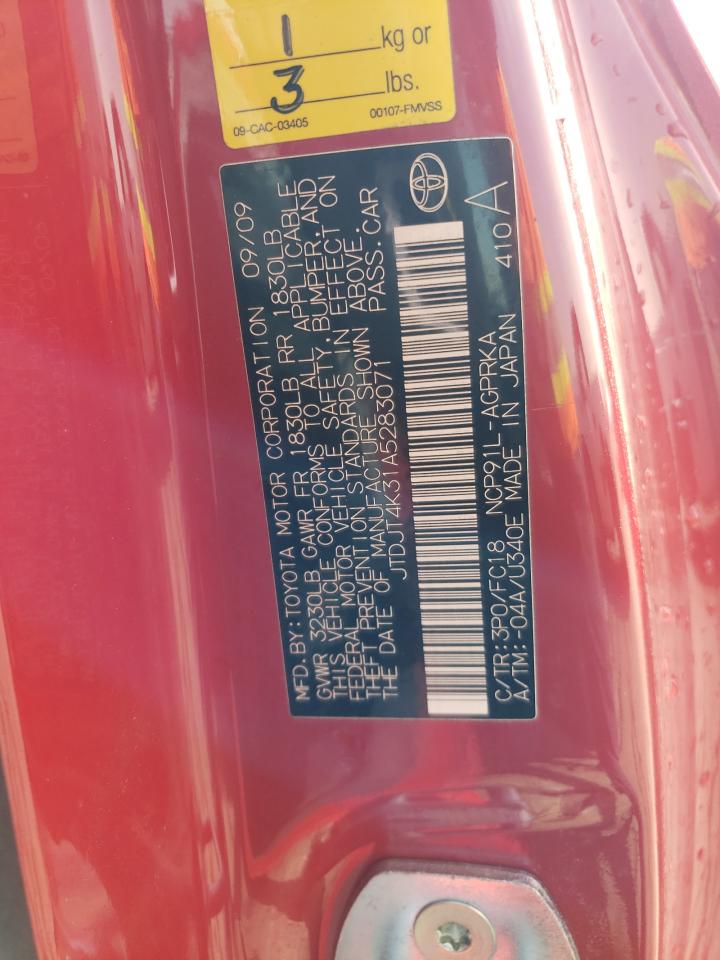 1 kg or
3 lbs.
09-CAC-03405 00107-FMVSS
MFD. BY: TOYOTA MOTOR CORPORATION 09/09
GVWR 3230LB GAWR FR 1830LB RR 1830LB
THIS VEHICLE CONFORMS TO ALL APPLICABLE
FEDERAL MOTOR VEHICLE SAFETY, BUMPER, AND
THEFT PREVENTION STANDARDS IN EFFECT ON
THE DATE OF MANUFACTURE SHOWN ABOVE.
JTDJT4K31A5283071 PASS. CAR
C/TR: 3P0/FC18 NCP91L-AGPRKA
A/TM: -04A/U340E MADE IN JAPAN 410 A